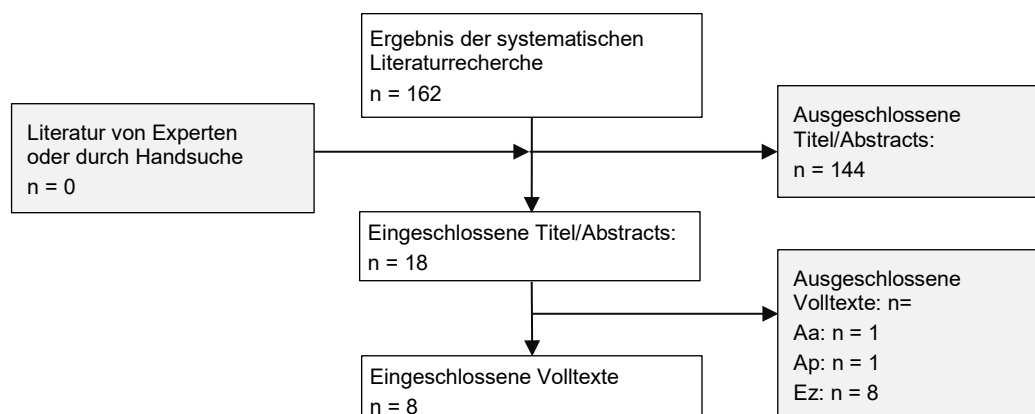 Ergebnis der systematischen
Literaturrecherche
n = 162
Literatur von Experten
oder durch Handsuche
n = 0
Ausgeschlossene
Titel/Abstracts:
n = 144
Eingeschlossene Titel/Abstracts:
n = 18
Ausgeschlossene
Volltexte: n=
Aa: n = 1
Ap: n = 1
Ez: n = 8
Eingeschlossene Volltexte
n = 8